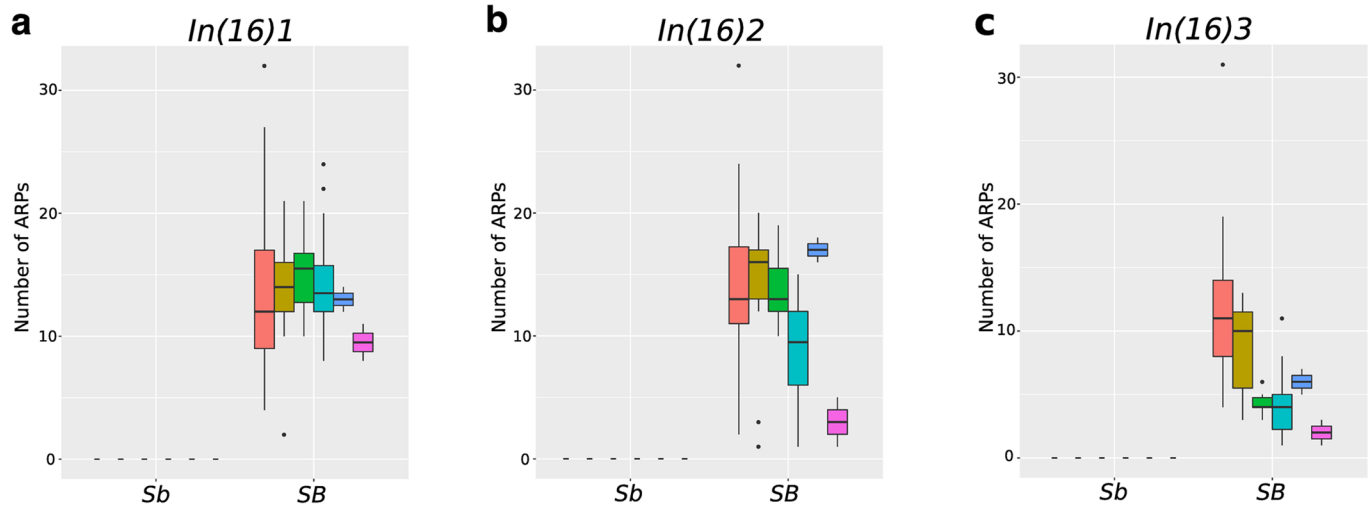 a
In(16)1
Number of ARPs
30
20
10
0
Sb
SB
b
In(16)2
Number of ARPs
30
20
10
0
Sb
SB
c
In(16)3
Number of ARPs
30
20
10
0
Sb
SB